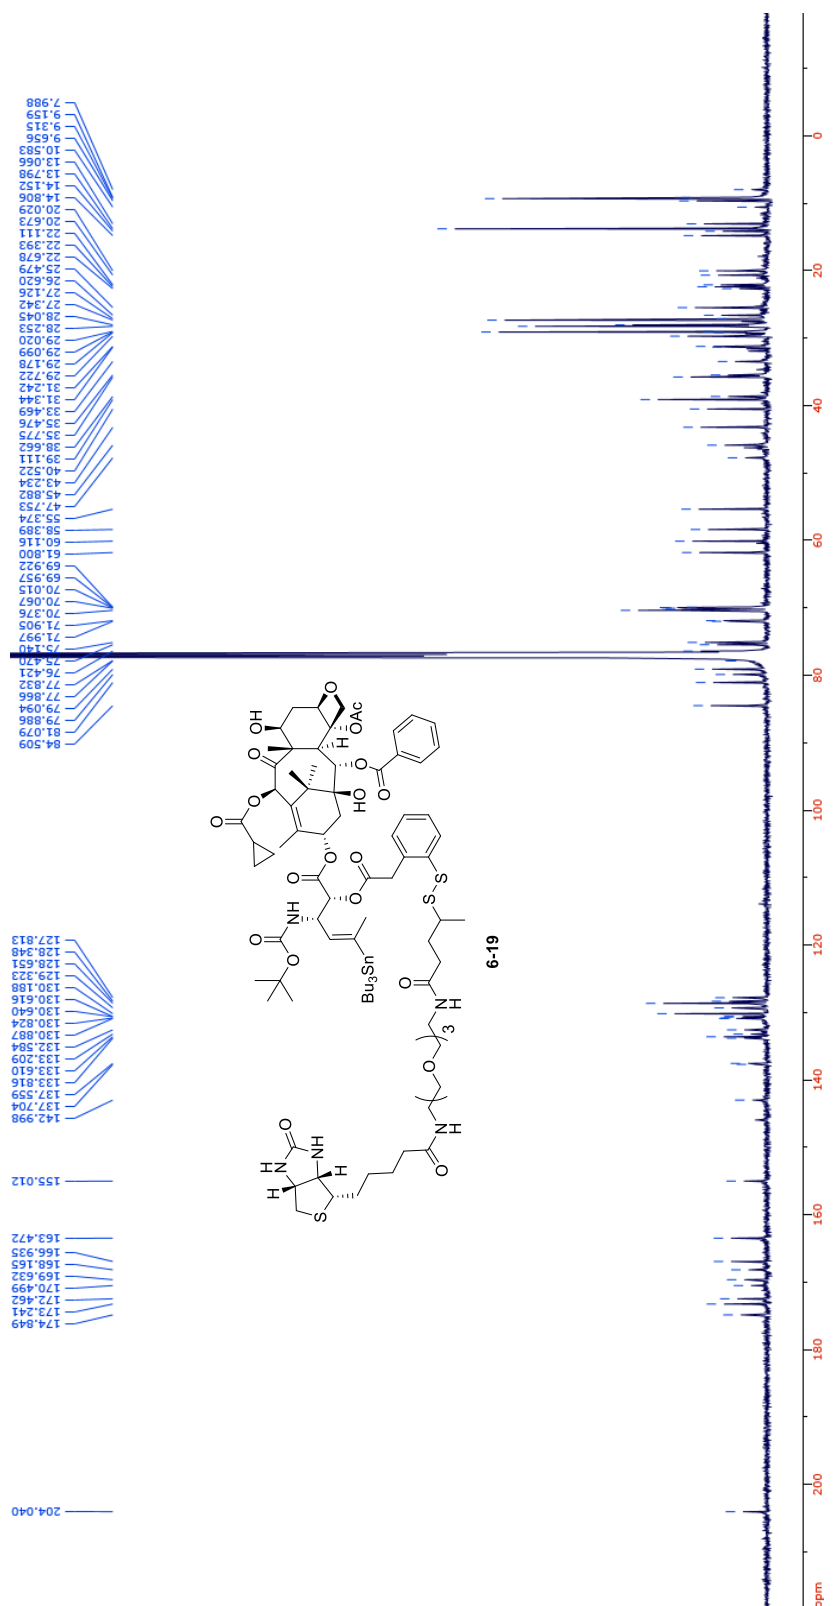 7.988
9.159
9.315
9.656
10.583
13.066
13.798
14.152
14.806
20.029
20.673
22.111
22.393
22.678
25.479
26.620
27.126
27.342
28.045
28.253
29.020
29.099
29.178
29.722
31.242
31.344
33.469
35.476
35.775
38.662
39.111
40.522
43.234
45.882
47.753
55.374
58.389
60.116
61.800
69.922
69.957
70.015
70.067
70.376
71.905
71.997
75.140
75.470
76.421
77.832
77.866
79.094
79.886
81.079
84.509
127.813
128.348
128.651
129.323
130.188
130.616
130.640
130.824
130.887
132.584
133.209
133.610
133.816
137.559
137.704
142.998
155.012
163.472
166.935
168.165
169.632
170.499
172.462
173.241
174.849
204.040
O
OH
OAc
H
O
O
O
O
O
HO
O
O
O
O
O
NH
O
O
Bu3Sn
S
S
O
N
H
3
O
N
H
O
O
HN
NH
H
H
S
6-19
0
20
40
60
80
100
120
140
160
180
200
ppm